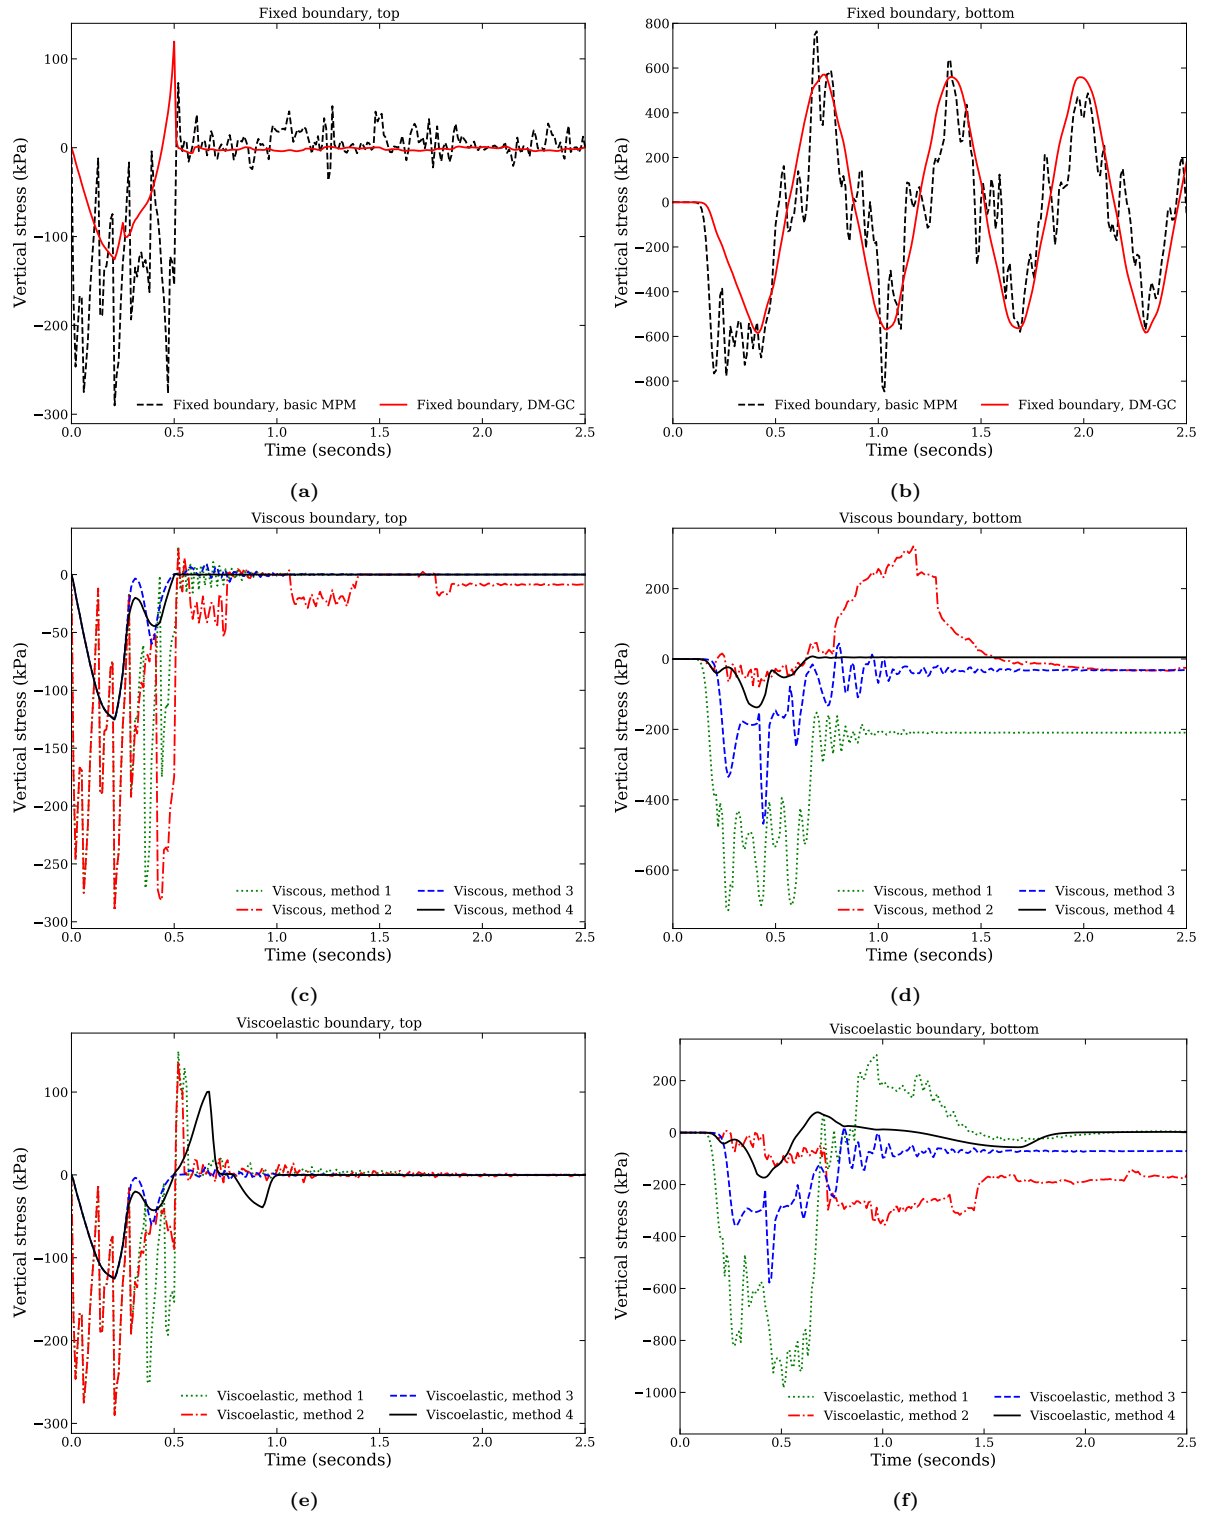 Fixed boundary, top
100
0
−100
−200
−300
Vertical stress (kPa)
Fixed boundary, basic MPM
Fixed boundary, DM-GC
0.0 0.5 1.0 1.5 2.0 2.5
Time (seconds)
(a)
Fixed boundary, bottom
800
600
400
200
0
−200
−400
−600
−800
Vertical stress (kPa)
Fixed boundary, basic MPM
Fixed boundary, DM-GC
0.0 0.5 1.0 1.5 2.0 2.5
Time (seconds)
(b)
Viscous boundary, top
0
−50
−100
−150
−200
−250
−300
Vertical stress (kPa)
Viscous, method 1
Viscous, method 2
Viscous, method 3
Viscous, method 4
0.0 0.5 1.0 1.5 2.0 2.5
Time (seconds)
(c)
Viscous boundary, bottom
200
0
−200
−400
−600
Vertical stress (kPa)
Viscous, method 1
Viscous, method 2
Viscous, method 3
Viscous, method 4
0.0 0.5 1.0 1.5 2.0 2.5
Time (seconds)
(d)
Viscoelastic boundary, top
100
0
−100
−200
−300
Vertical stress (kPa)
Viscoelastic, method 1
Viscoelastic, method 2
Viscoelastic, method 3
Viscoelastic, method 4
0.0 0.5 1.0 1.5 2.0 2.5
Time (seconds)
(e)
Viscoelastic boundary, bottom
200
0
−200
−400
−600
−800
−1000
Vertical stress (kPa)
Viscoelastic, method 1
Viscoelastic, method 2
Viscoelastic, method 3
Viscoelastic, method 4
0.0 0.5 1.0 1.5 2.0 2.5
Time (seconds)
(f)